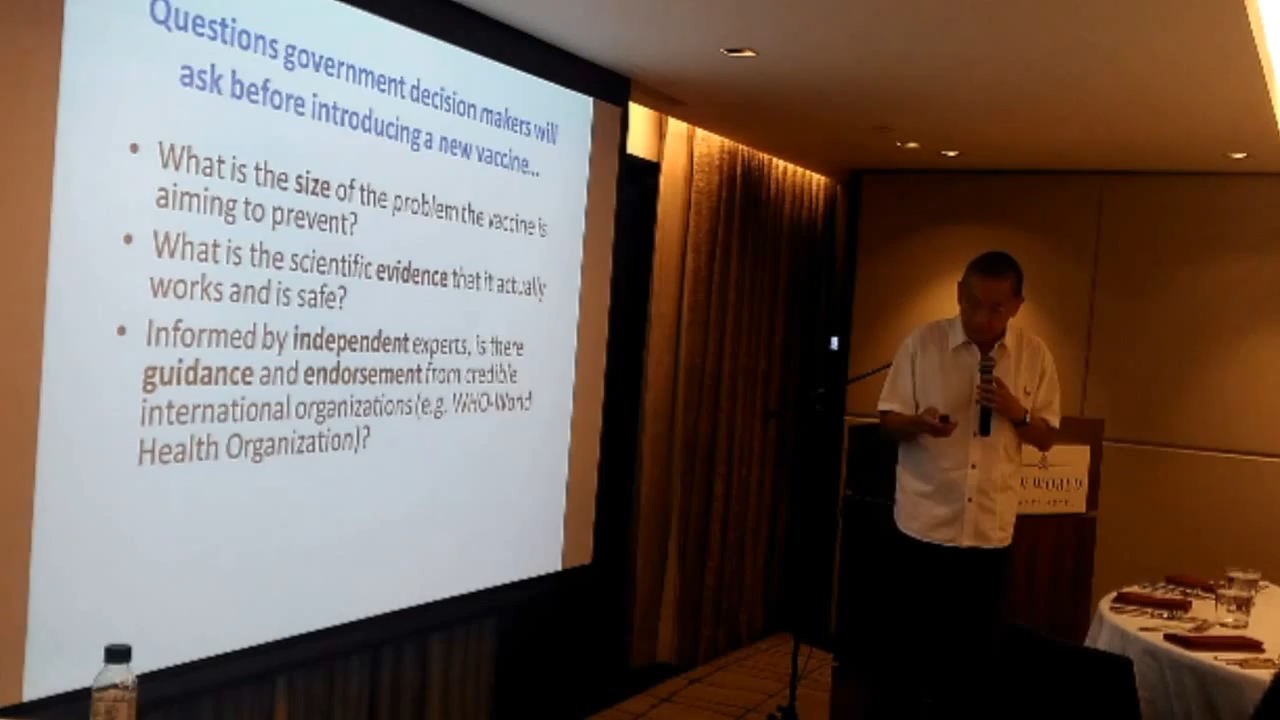 Questions government decision makers will
ask before introducing a new vaccine...
• What is the size of the problem the vaccine is
aiming to prevent?
• What is the scientific evidence that it actually
works and is safe?
• Informed by independent experts, is there
guidance and endorsement from credible
international organizations (e.g. WHO-World
Health Organization)?
WORLD